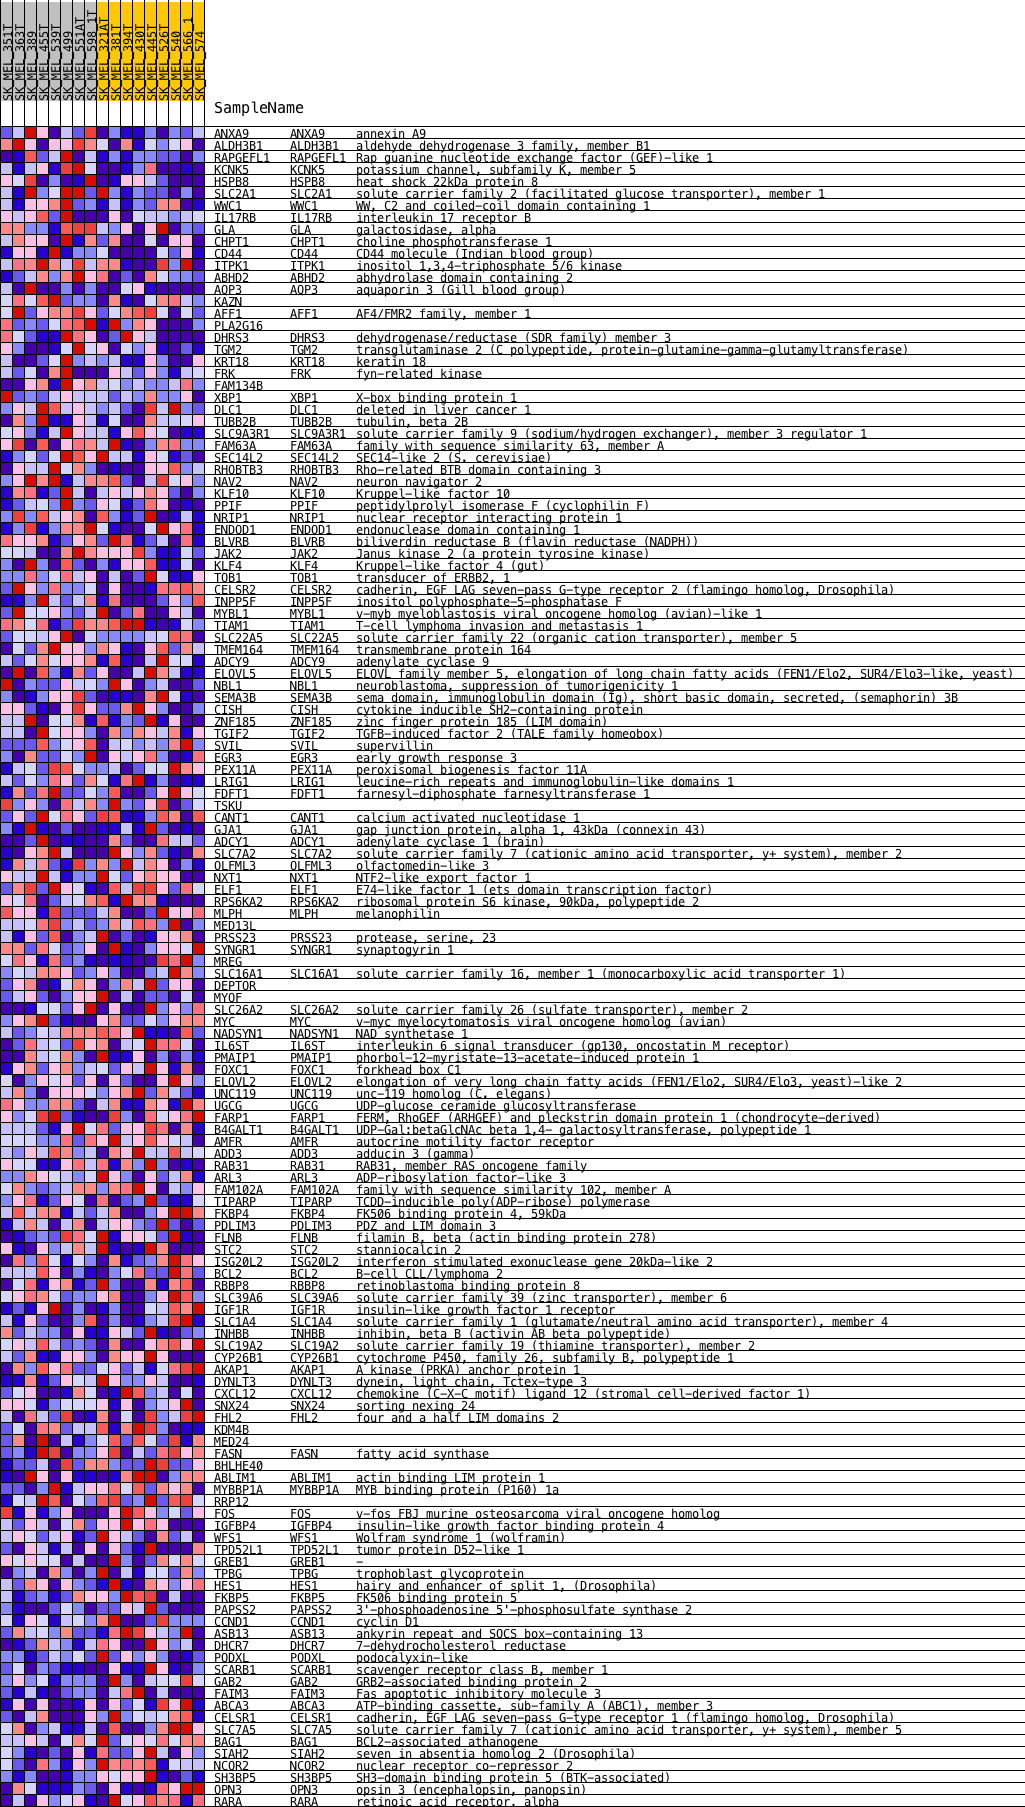 SK_MEL_351T
SK_MEL_363T
SK_MEL_389
SK_MEL_455T
SK_MEL_539T
SK_MEL_499
SK_MEL_551AT
SK_MEL_598_1T
SK_MEL_321AT
SK_MEL_381T
SK_MEL_394T
SK_MEL_430T
SK_MEL_445T
SK_MEL_526T
SK_MEL_540
SK_MEL_566_1
SK_MEL_574
SampleName
ANXA9 ANXA9 annexin A9
ALDH3B1 ALDH3B1 aldehyde dehydrogenase 3 family, member B1
RAPGEFL1 RAPGEFL1 Rap guanine nucleotide exchange factor (GEF)-like 1
KCNK5 KCNK5 potassium channel, subfamily K, member 5
HSPB8 HSPB8 heat shock 22kDa protein 8
SLC2A1 SLC2A1 solute carrier family 2 (facilitated glucose transporter), member 1
WWC1 WWC1 WW, C2 and coiled-coil domain containing 1
IL17RB IL17RB interleukin 17 receptor B
GLA GLA galactosidase, alpha
CHPT1 CHPT1 choline phosphotransferase 1
CD44 CD44 CD44 molecule (Indian blood group)
ITPK1 ITPK1 inositol 1,3,4-triphosphate 5/6 kinase
ABHD2 ABHD2 abhydrolase domain containing 2
AQP3 AQP3 aquaporin 3 (Gill blood group)
KAZN
AFF1 AFF1 AF4/FMR2 family, member 1
PLA2G16
DHRS3 DHRS3 dehydrogenase/reductase (SDR family) member 3
TGM2 TGM2 transglutaminase 2 (C polypeptide, protein-glutamine-gamma-glutamyltransferase)
KRT18 KRT18 keratin 18
FRK FRK fyn-related kinase
FAM134B
XBP1 XBP1 X-box binding protein 1
DLC1 DLC1 deleted in liver cancer 1
TUBB2B TUBB2B tubulin, beta 2B
SLC9A3R1 SLC9A3R1 solute carrier family 9 (sodium/hydrogen exchanger), member 3 regulator 1
FAM63A FAM63A family with sequence similarity 63, member A
SEC14L2 SEC14L2 SEC14-like 2 (S. cerevisiae)
RHOBTB3 RHOBTB3 Rho-related BTB domain containing 3
NAV2 NAV2 neuron navigator 2
KLF10 KLF10 Kruppel-like factor 10
PPIF PPIF peptidylprolyl isomerase F (cyclophilin F)
NRIP1 NRIP1 nuclear receptor interacting protein 1
ENDOD1 ENDOD1 endonuclease domain containing 1
BLVRB BLVRB biliverdin reductase B (flavin reductase (NADPH))
JAK2 JAK2 Janus kinase 2 (a protein tyrosine kinase)
KLF4 KLF4 Kruppel-like factor 4 (gut)
TOB1 TOB1 transducer of ERBB2, 1
CELSR2 CELSR2 cadherin, EGF LAG seven-pass G-type receptor 2 (flamingo homolog, Drosophila)
INPP5F INPP5F inositol polyphosphate-5-phosphatase F
MYBL1 MYBL1 v-myb myeloblastosis viral oncogene homolog (avian)-like 1
TIAM1 TIAM1 T-cell lymphoma invasion and metastasis 1
SLC22A5 SLC22A5 solute carrier family 22 (organic cation transporter), member 5
TMEM164 TMEM164 transmembrane protein 164
ADCY9 ADCY9 adenylate cyclase 9
ELOVL5 ELOVL5 ELOVL family member 5, elongation of long chain fatty acids (FEN1/Elo2, SUR4/Elo3-like, yeast)
NBL1 NBL1 neuroblastoma, suppression of tumorigenicity 1
SEMA3B SEMA3B sema domain, immunoglobulin domain (Ig), short basic domain, secreted, (semaphorin) 3B
CISH CISH cytokine inducible SH2-containing protein
ZNF185 ZNF185 zinc finger protein 185 (LIM domain)
TGIF2 TGIF2 TGFB-induced factor 2 (TALE family homeobox)
SVIL SVIL supervillin
EGR3 EGR3 early growth response 3
PEX11A PEX11A peroxisomal biogenesis factor 11A
LRIG1 LRIG1 leucine-rich repeats and immunoglobulin-like domains 1
FDFT1 FDFT1 farnesyl-diphosphate farnesyltransferase 1
TSKU
CANT1 CANT1 calcium activated nucleotidase 1
GJA1 GJA1 gap junction protein, alpha 1, 43kDa (connexin 43)
ADCY1 ADCY1 adenylate cyclase 1 (brain)
SLC7A2 SLC7A2 solute carrier family 7 (cationic amino acid transporter, y+ system), member 2
OLFML3 OLFML3 olfactomedin-like 3
NXT1 NXT1 NTF2-like export factor 1
ELF1 ELF1 E74-like factor 1 (ets domain transcription factor)
RPS6KA2 RPS6KA2 ribosomal protein S6 kinase, 90kDa, polypeptide 2
MLPH MLPH melanophilin
MED13L
PRSS23 PRSS23 protease, serine, 23
SYNGR1 SYNGR1 synaptogyrin 1
MREG
SLC16A1 SLC16A1 solute carrier family 16, member 1 (monocarboxylic acid transporter 1)
DEPTOR
MYOF
SLC26A2 SLC26A2 solute carrier family 26 (sulfate transporter), member 2
MYC MYC v-myc myelocytomatosis viral oncogene homolog (avian)
NADSYN1 NADSYN1 NAD synthetase 1
IL6ST IL6ST interleukin 6 signal transducer (gp130, oncostatin M receptor)
PMAIP1 PMAIP1 phorbol-12-myristate-13-acetate-induced protein 1
FOXC1 FOXC1 forkhead box C1
ELOVL2 ELOVL2 elongation of very long chain fatty acids (FEN1/Elo2, SUR4/Elo3, yeast)-like 2
UNC119 UNC119 unc-119 homolog (C. elegans)
UGCG UGCG UDP-glucose ceramide glucosyltransferase
FARP1 FARP1 FERM, RhoGEF (ARHGEF) and pleckstrin domain protein 1 (chondrocyte-derived)
B4GALT1 B4GALT1 UDP-Gal:betaGlcNAc beta 1,4- galactosyltransferase, polypeptide 1
AMFR AMFR autocrine motility factor receptor
ADD3 ADD3 adducin 3 (gamma)
RAB31 RAB31 RAB31, member RAS oncogene family
ARL3 ARL3 ADP-ribosylation factor-like 3
FAM102A FAM102A family with sequence similarity 102, member A
TIPARP TIPARP TCDD-inducible poly(ADP-ribose) polymerase
FKBP4 FKBP4 FK506 binding protein 4, 59kDa
PDLIM3 PDLIM3 PDZ and LIM domain 3
FLNB FLNB filamin B, beta (actin binding protein 278)
STC2 STC2 stanniocalcin 2
ISG20L2 ISG20L2 interferon stimulated exonuclease gene 20kDa-like 2
BCL2 BCL2 B-cell CLL/lymphoma 2
RBBP8 RBBP8 retinoblastoma binding protein 8
SLC39A6 SLC39A6 solute carrier family 39 (zinc transporter), member 6
IGF1R IGF1R insulin-like growth factor 1 receptor
SLC1A4 SLC1A4 solute carrier family 1 (glutamate/neutral amino acid transporter), member 4
INHBB INHBB inhibin, beta B (activin AB beta polypeptide)
SLC19A2 SLC19A2 solute carrier family 19 (thiamine transporter), member 2
CYP26B1 CYP26B1 cytochrome P450, family 26, subfamily B, polypeptide 1
AKAP1 AKAP1 A kinase (PRKA) anchor protein 1
DYNLT3 DYNLT3 dynein, light chain, Tctex-type 3
CXCL12 CXCL12 chemokine (C-X-C motif) ligand 12 (stromal cell-derived factor 1)
SNX24 SNX24 sorting nexing 24
FHL2 FHL2 four and a half LIM domains 2
KDM4B
MED24
FASN FASN fatty acid synthase
BHLHE40
ABLIM1 ABLIM1 actin binding LIM protein 1
MYBBP1A MYBBP1A MYB binding protein (P160) 1a
RRP12
FOS FOS v-fos FBJ murine osteosarcoma viral oncogene homolog
IGFBP4 IGFBP4 insulin-like growth factor binding protein 4
WFS1 WFS1 Wolfram syndrome 1 (wolframin)
TPD52L1 TPD52L1 tumor protein D52-like 1
GREB1 GREB1 -
TPBG TPBG trophoblast glycoprotein
HES1 HES1 hairy and enhancer of split 1, (Drosophila)
FKBP5 FKBP5 FK506 binding protein 5
PAPSS2 PAPSS2 3'-phosphoadenosine 5'-phosphosulfate synthase 2
CCND1 CCND1 cyclin D1
ASB13 ASB13 ankyrin repeat and SOCS box-containing 13
DHCR7 DHCR7 7-dehydrocholesterol reductase
PODXL PODXL podocalyxin-like
SCARB1 SCARB1 scavenger receptor class B, member 1
GAB2 GAB2 GRB2-associated binding protein 2
FAIM3 FAIM3 Fas apoptotic inhibitory molecule 3
ABCA3 ABCA3 ATP-binding cassette, sub-family A (ABC1), member 3
CELSR1 CELSR1 cadherin, EGF LAG seven-pass G-type receptor 1 (flamingo homolog, Drosophila)
SLC7A5 SLC7A5 solute carrier family 7 (cationic amino acid transporter, y+ system), member 5
BAG1 BAG1 BCL2-associated athanogene
SIAH2 SIAH2 seven in absentia homolog 2 (Drosophila)
NCOR2 NCOR2 nuclear receptor co-repressor 2
SH3BP5 SH3BP5 SH3-domain binding protein 5 (BTK-associated)
OPN3 OPN3 opsin 3 (encephalopsin, panopsin)
RARA RARA retinoic acid receptor, alpha